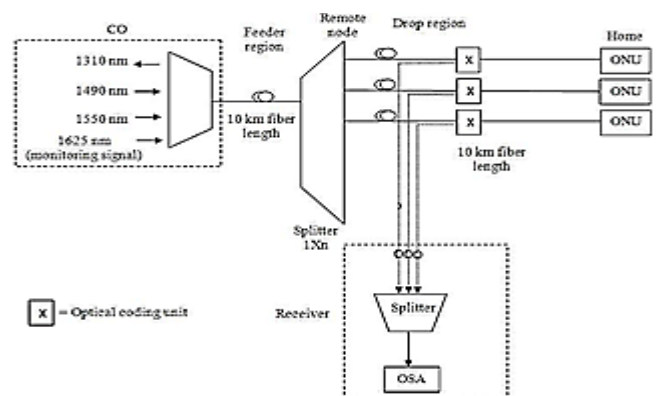 CO
1310 nm
1490 nm
1550 nm
1625 nm
(monitoring signal)
Feeder
region
10 km fiber
length
Remote
node
Splitter
1Xn
Drop region
X
X
X
10 km fiber
length
Home
ONU
ONU
ONU
X = Optical coding unit
Receiver
Splitter
OSA